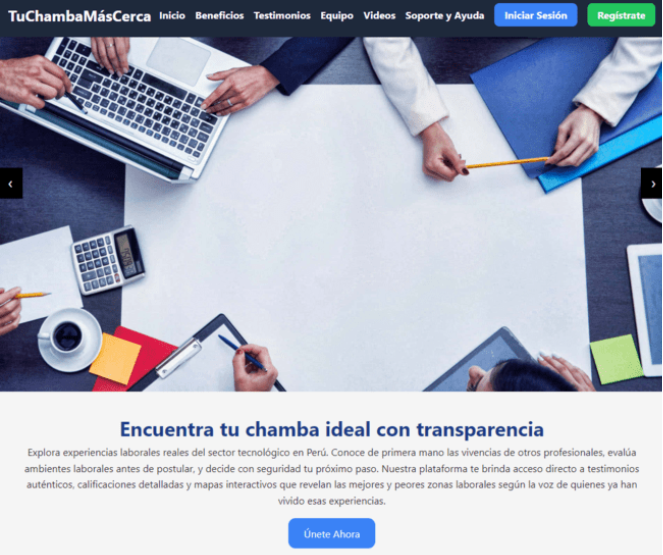 TuChambaMásCerca Inicio Beneficios Testimonios Equipo Videos Soporte y Ayuda Iniciar Sesión Regístrate
‹ ›
Encuentra tu chamba ideal con transparencia
Explora experiencias laborales reales del sector tecnológico en Perú. Conoce de primera mano las vivencias de otros profesionales, evalúa
ambientes laborales antes de postular, y decide con seguridad tu próximo paso. Nuestra plataforma te brinda acceso directo a testimonios
auténticos, calificaciones detalladas y mapas interactivos que revelan las mejores y peores zonas laborales según la voz de quienes ya han
vivido esas experiencias.
Únete Ahora